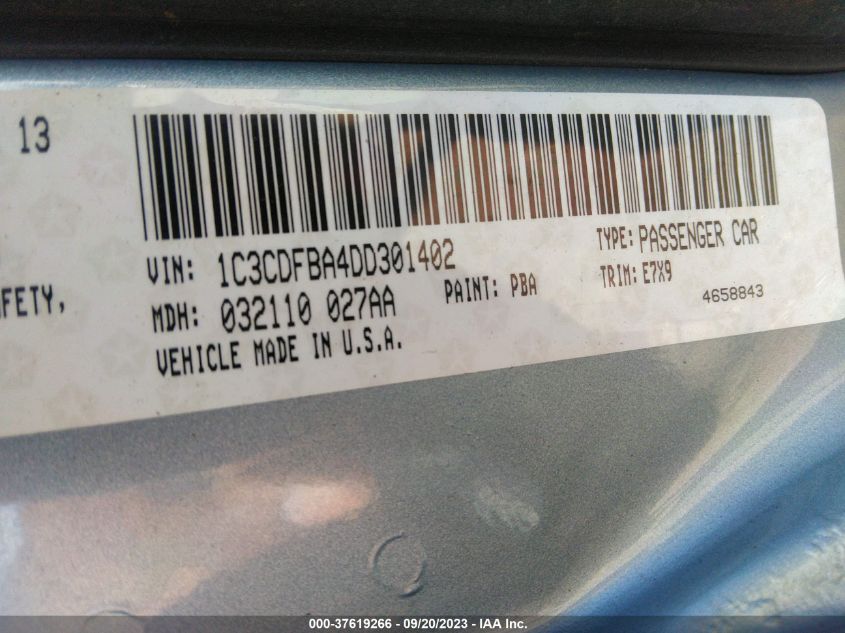 13
VIN: 1C3CDFBA4DD301402
TYPE: PASSENGER CAR
FETY,
MDH: 032110 027AA
PAINT: PBA
TRIM: E7X9
4658843
VEHICLE MADE IN U.S.A.
000-37619266 - 09/20/2023 - IAA Inc.